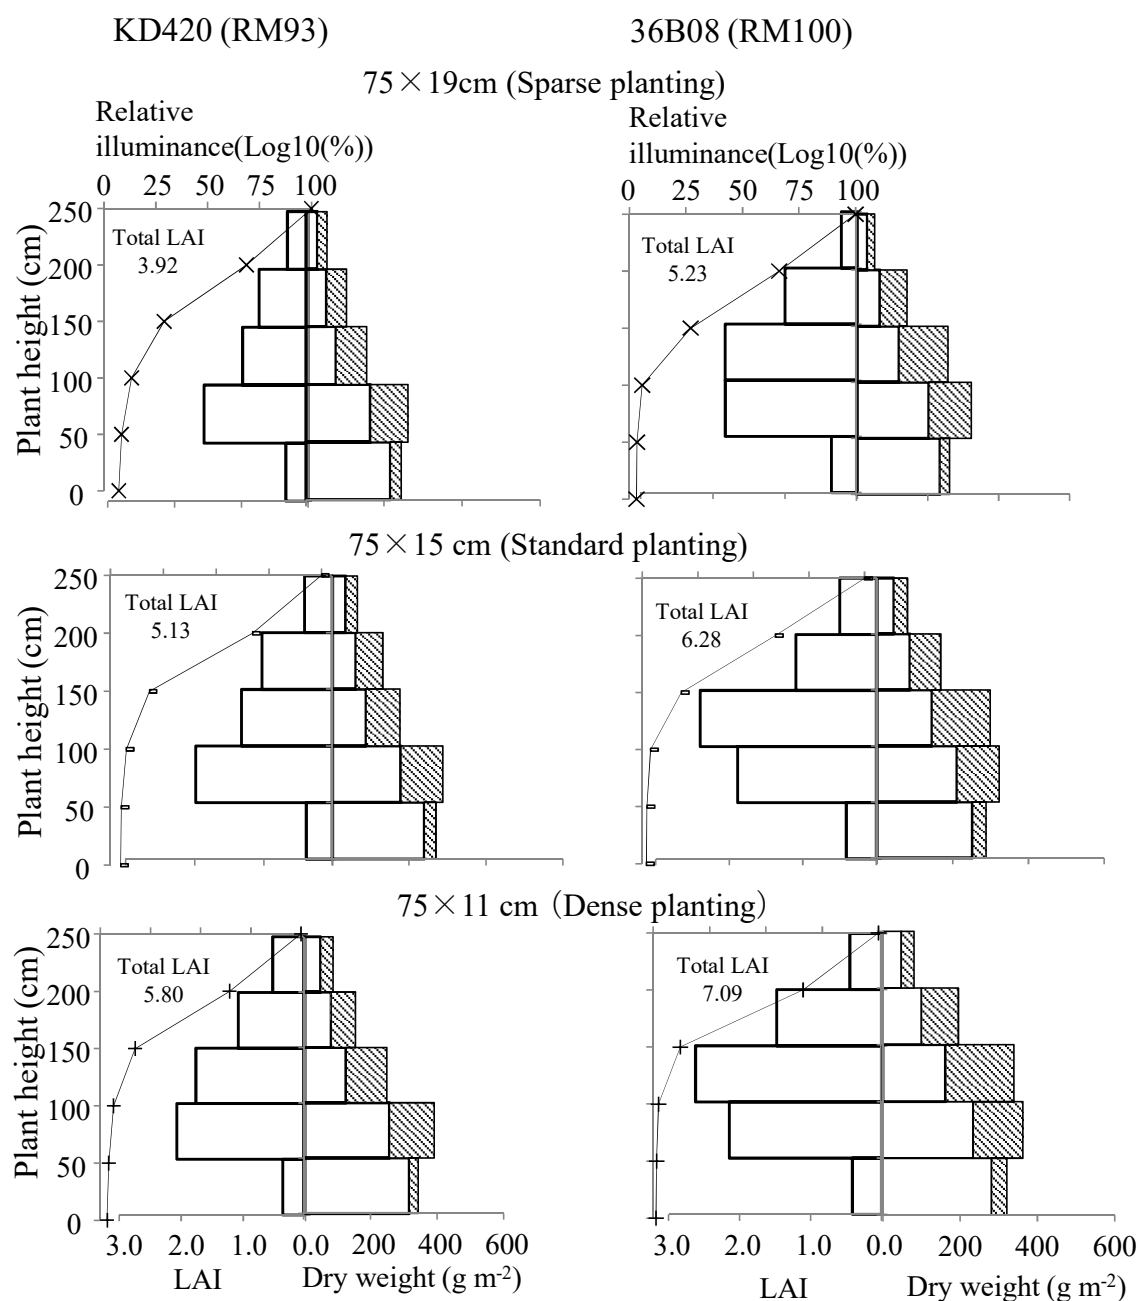 KD420 (RM93)
36B08 (RM100)
75×19cm (Sparse planting)
Relative
illuminance(Log10(%))
0 25 50 75 100
Relative
illuminance(Log10(%))
0 25 50 75 100
Plant height (cm)
250
200
150
100
50
0
Total LAI
3.92
Total LAI
5.23
75×15 cm (Standard planting)
Plant height (cm)
250
200
150
100
50
0
Total LAI
5.13
Total LAI
6.28
75×11 cm (Dense planting)
Plant height (cm)
250
200
150
100
50
0
Total LAI
5.80
Total LAI
7.09
3.0 2.0 1.0 0.0 200 400 600
LAI Dry weight (g m-2)
3.0 2.0 1.0 0.0 200 400 600
LAI Dry weight (g m-2)